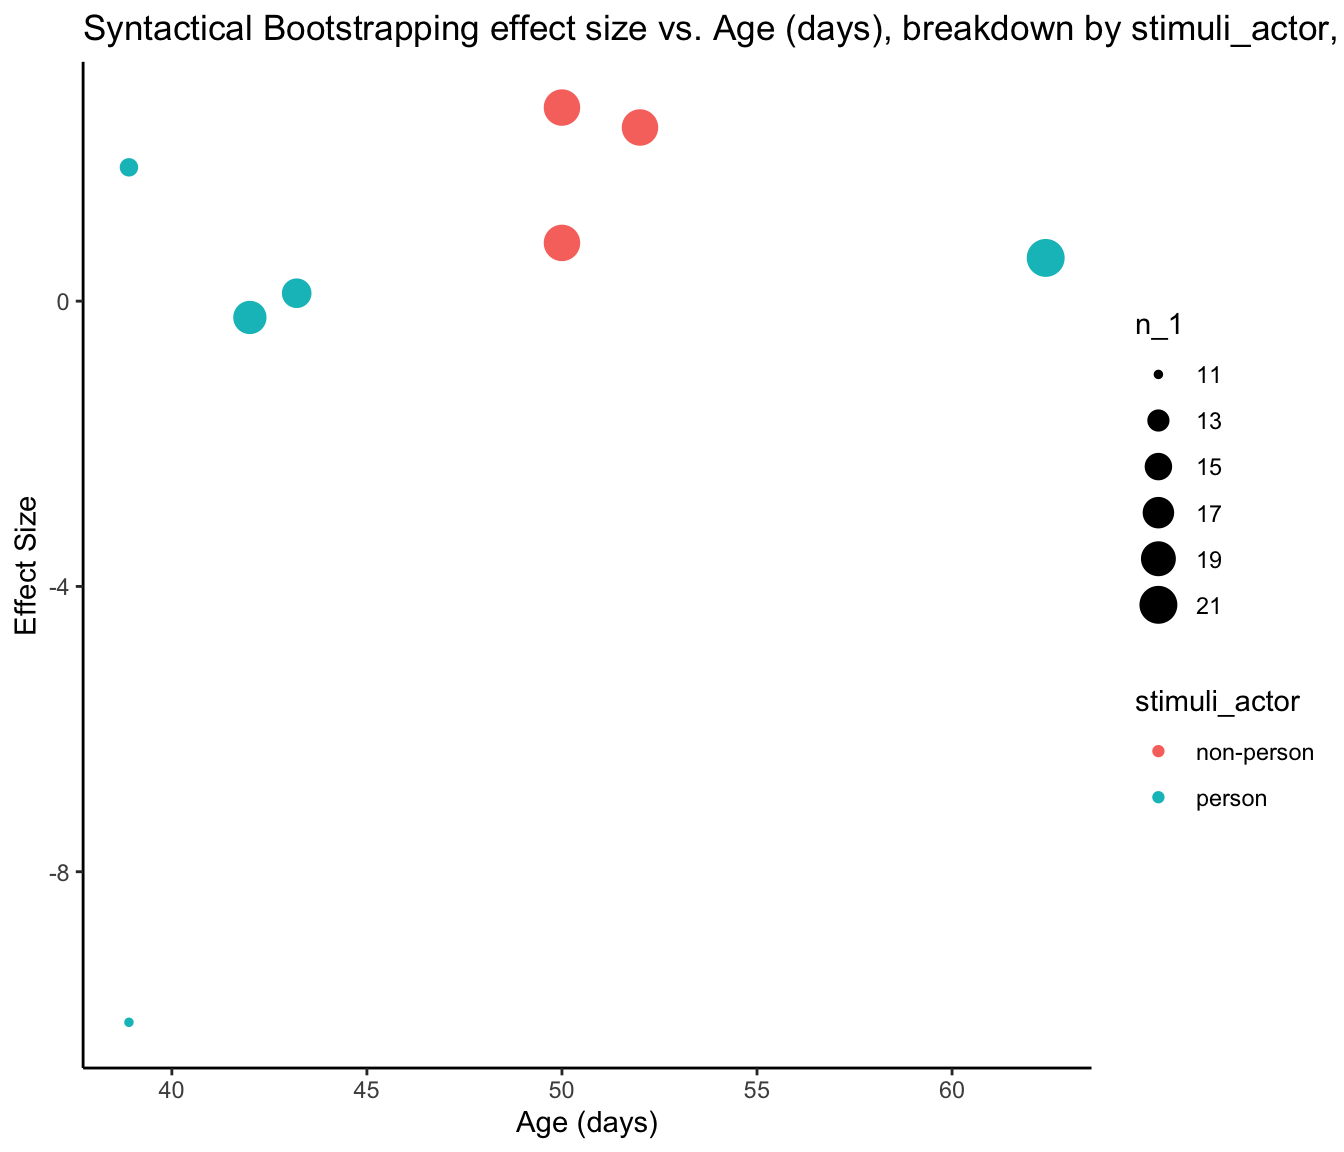 Syntactical Bootstrapping effect size vs. Age (days), breakdown by stimuli_actor,
0
-4
-8
Effect Size
40 45 50 55 60
Age (days)
n_1
11
13
15
17
19
21
stimuli_actor
non-person
person